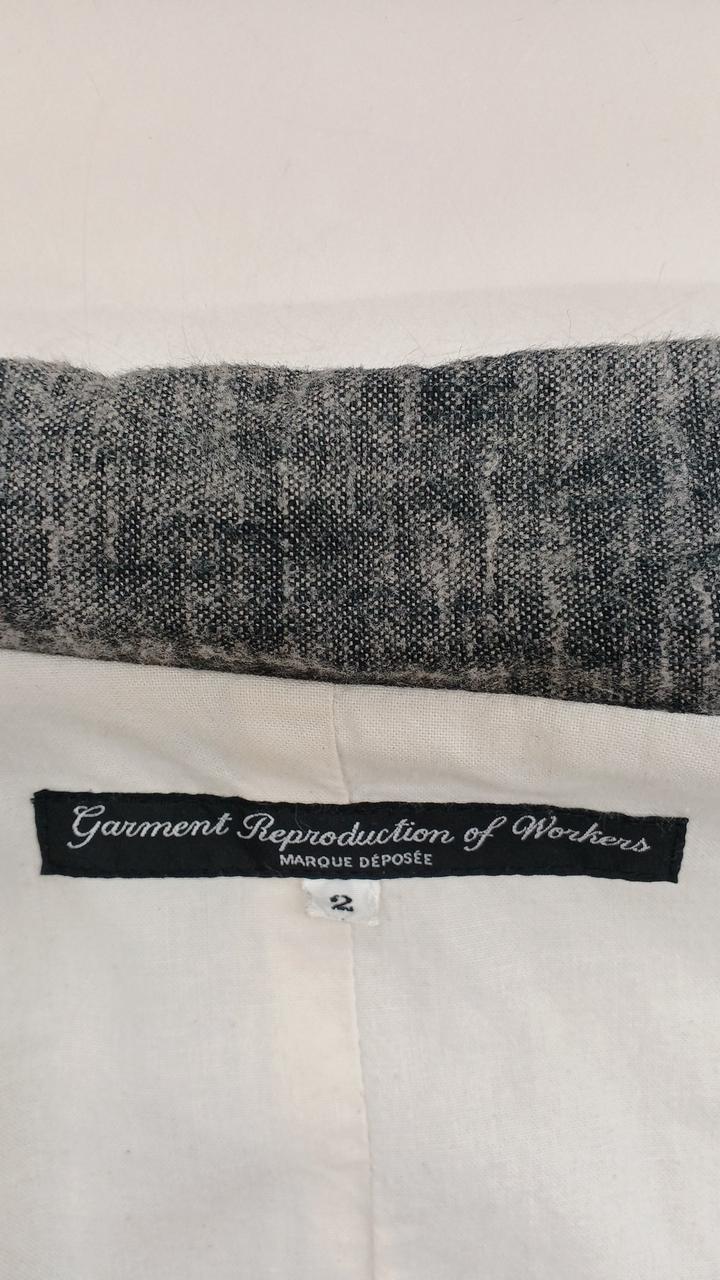 Garment Reproduction of Workers
MARQUE DÉPOSÉE
2